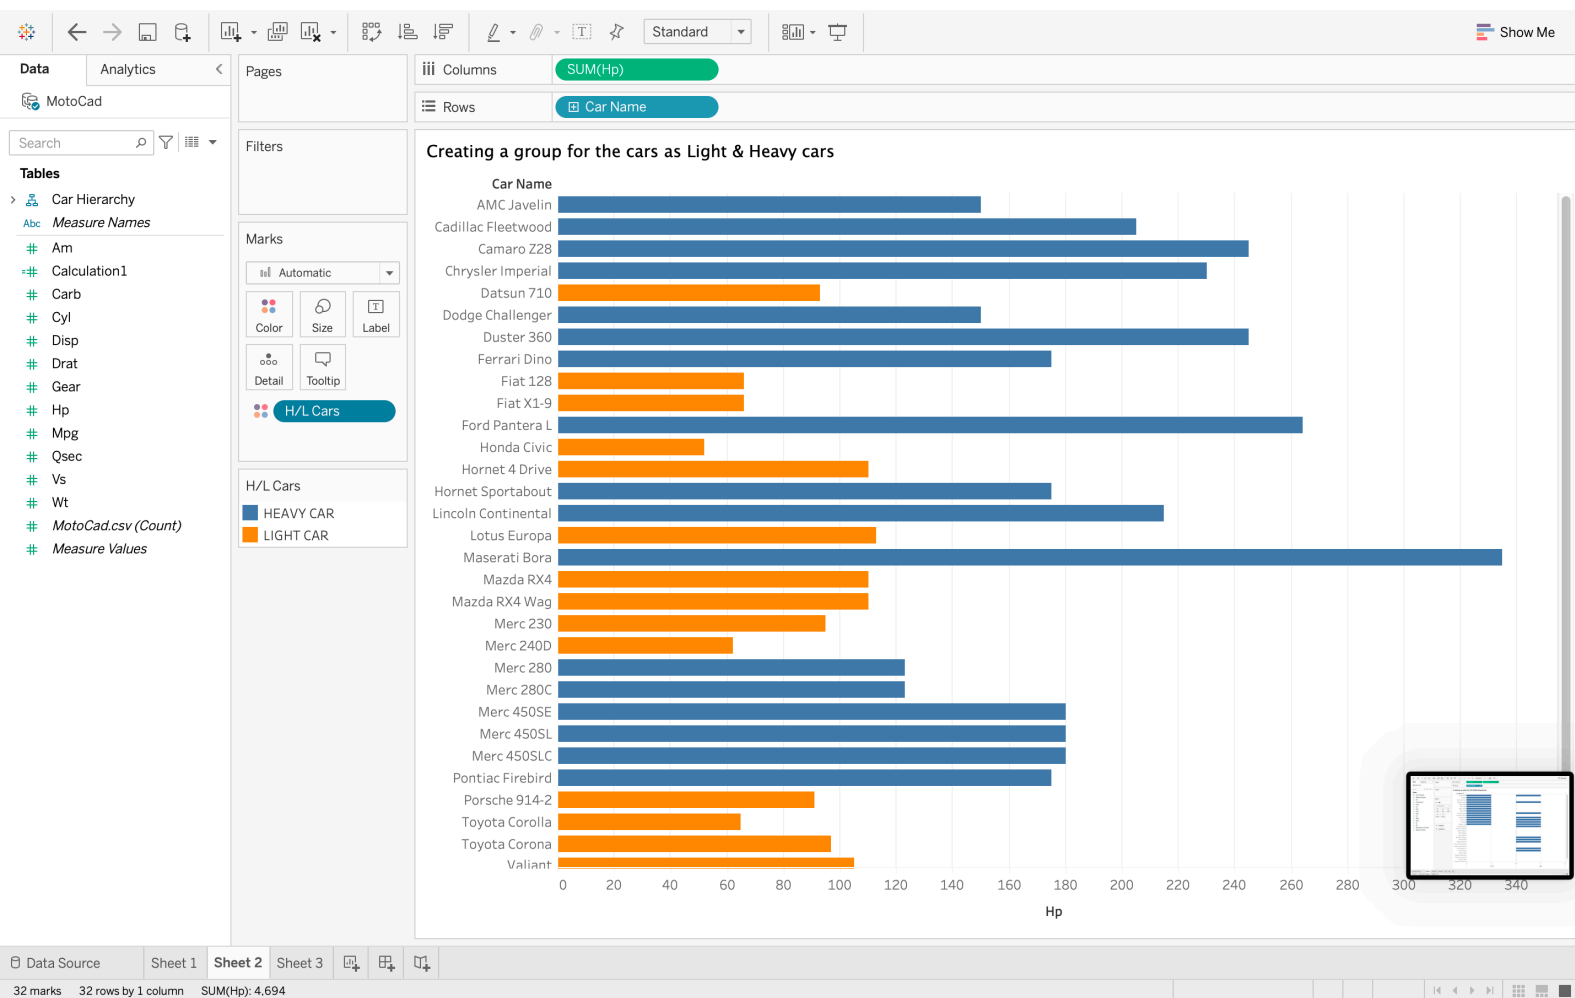 Standard
Show Me
Data
Analytics
MotoCad
Search
Tables
Car Hierarchy
Abc Measure Names
Am
Calculation1
Carb
Cyl
Disp
Drat
Gear
Hp
Mpg
Qsec
Vs
Wt
MotoCad.csv (Count)
Measure Values
Pages
Filters
Marks
Automatic
Color Size Label
Detail Tooltip
H/L Cars
H/L Cars
HEAVY CAR
LIGHT CAR
Columns SUM(Hp)
Rows Car Name
Creating a group for the cars as Light & Heavy cars
Car Name
AMC Javelin
Cadillac Fleetwood
Camaro Z28
Chrysler Imperial
Datsun 710
Dodge Challenger
Duster 360
Ferrari Dino
Fiat 128
Fiat X1-9
Ford Pantera L
Honda Civic
Hornet 4 Drive
Hornet Sportabout
Lincoln Continental
Lotus Europa
Maserati Bora
Mazda RX4
Mazda RX4 Wag
Merc 230
Merc 240D
Merc 280
Merc 280C
Merc 450SE
Merc 450SL
Merc 450SLC
Pontiac Firebird
Porsche 914-2
Toyota Corolla
Toyota Corona
Valiant
0 20 40 60 80 100 120 140 160 180 200 220 240 260 280 300 320 340
Hp
Data Source Sheet 1 Sheet 2 Sheet 3
32 marks 32 rows by 1 column SUM(Hp): 4,694